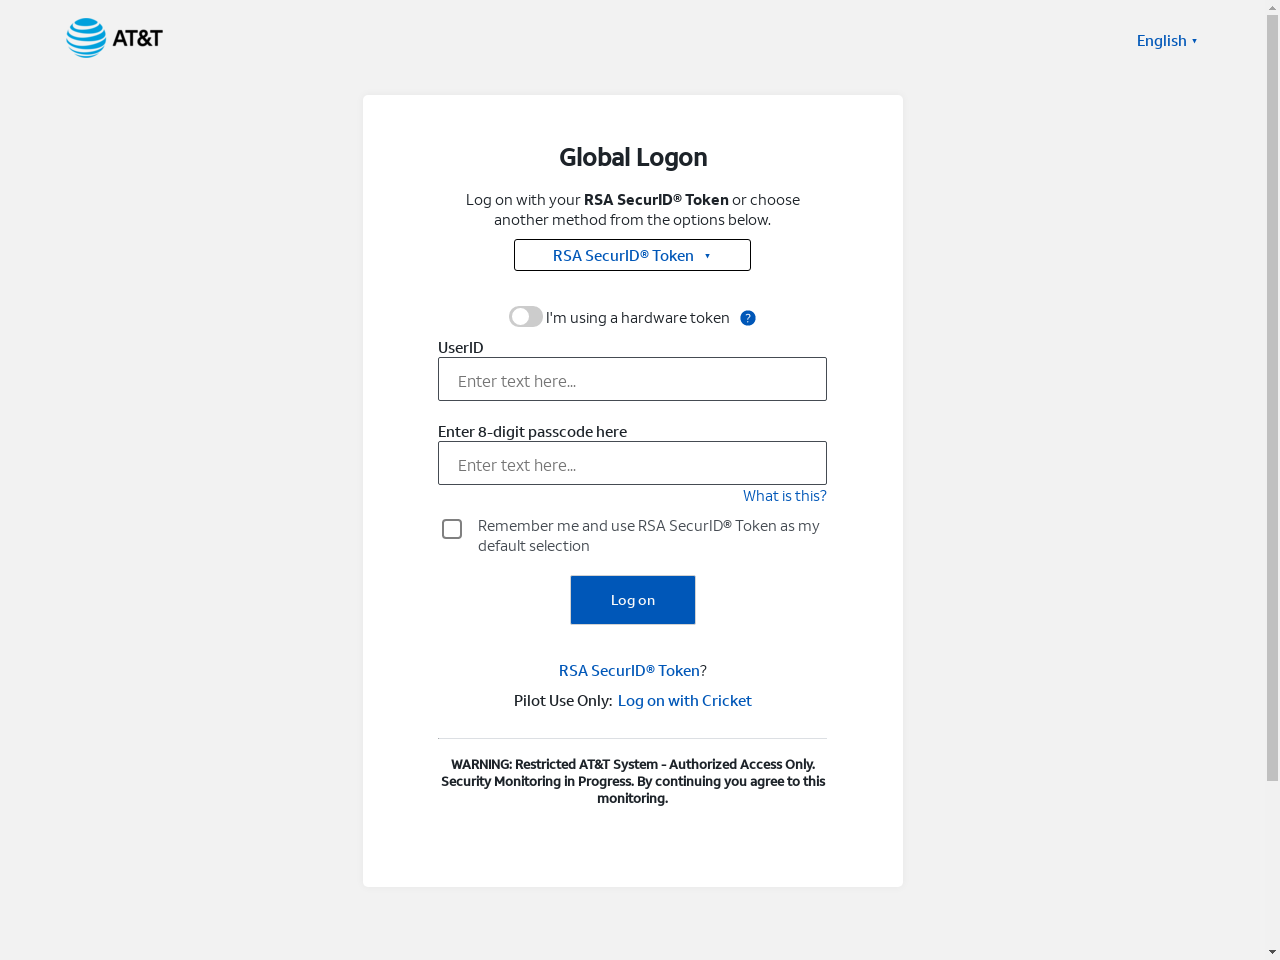 AT&T
English
Global Logon
Log on with your RSA SecurID® Token or choose
another method from the options below.
RSA SecurID® Token
I'm using a hardware token ?
UserID
Enter text here...
Enter 8-digit passcode here
Enter text here...
What is this?
Remember me and use RSA SecurID® Token as my
default selection
Log on
RSA SecurID® Token?
Pilot Use Only: Log on with Cricket
WARNING: Restricted AT&T System - Authorized Access Only.
Security Monitoring in Progress. By continuing you agree to this
monitoring.